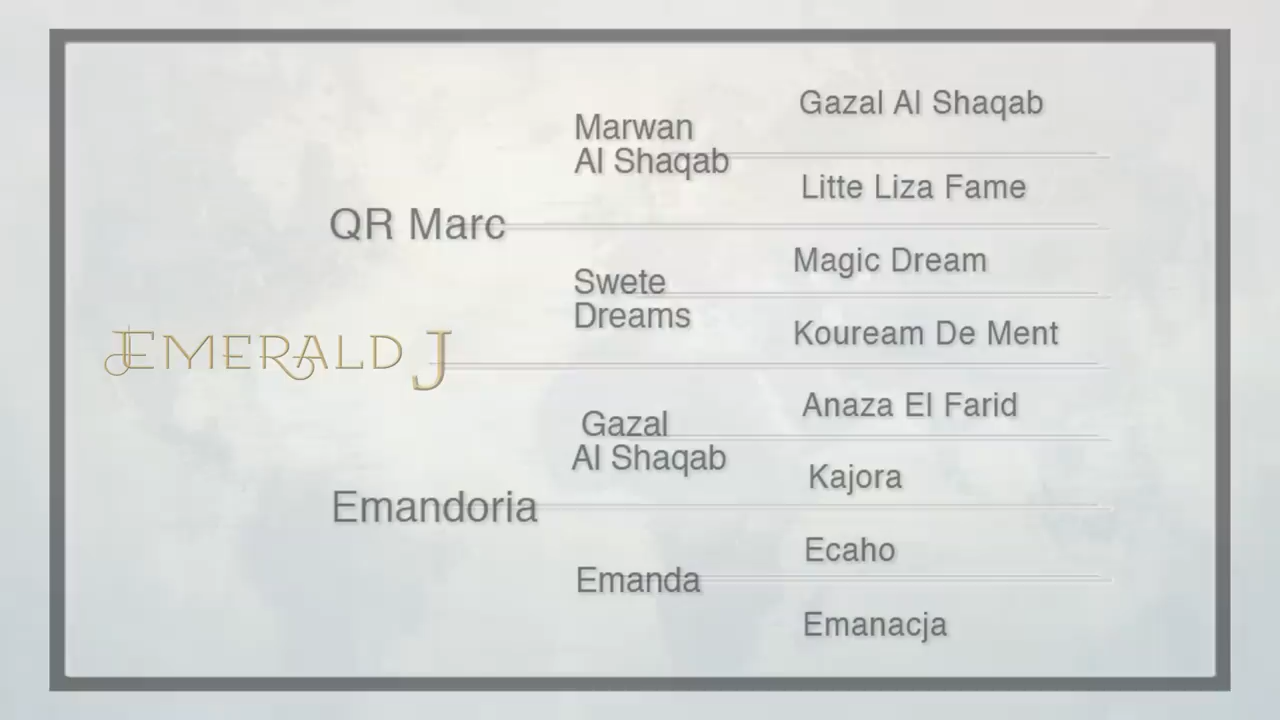 Gazal Al Shaqab
Marwan
Al Shaqab
Litte Liza Fame
QR Marc
Magic Dream
Swete
Dreams
Kouream De Ment
EMERALD J
Anaza El Farid
Gazal
Al Shaqab
Kajora
Emandoria
Ecaho
Emanda
Emanacja